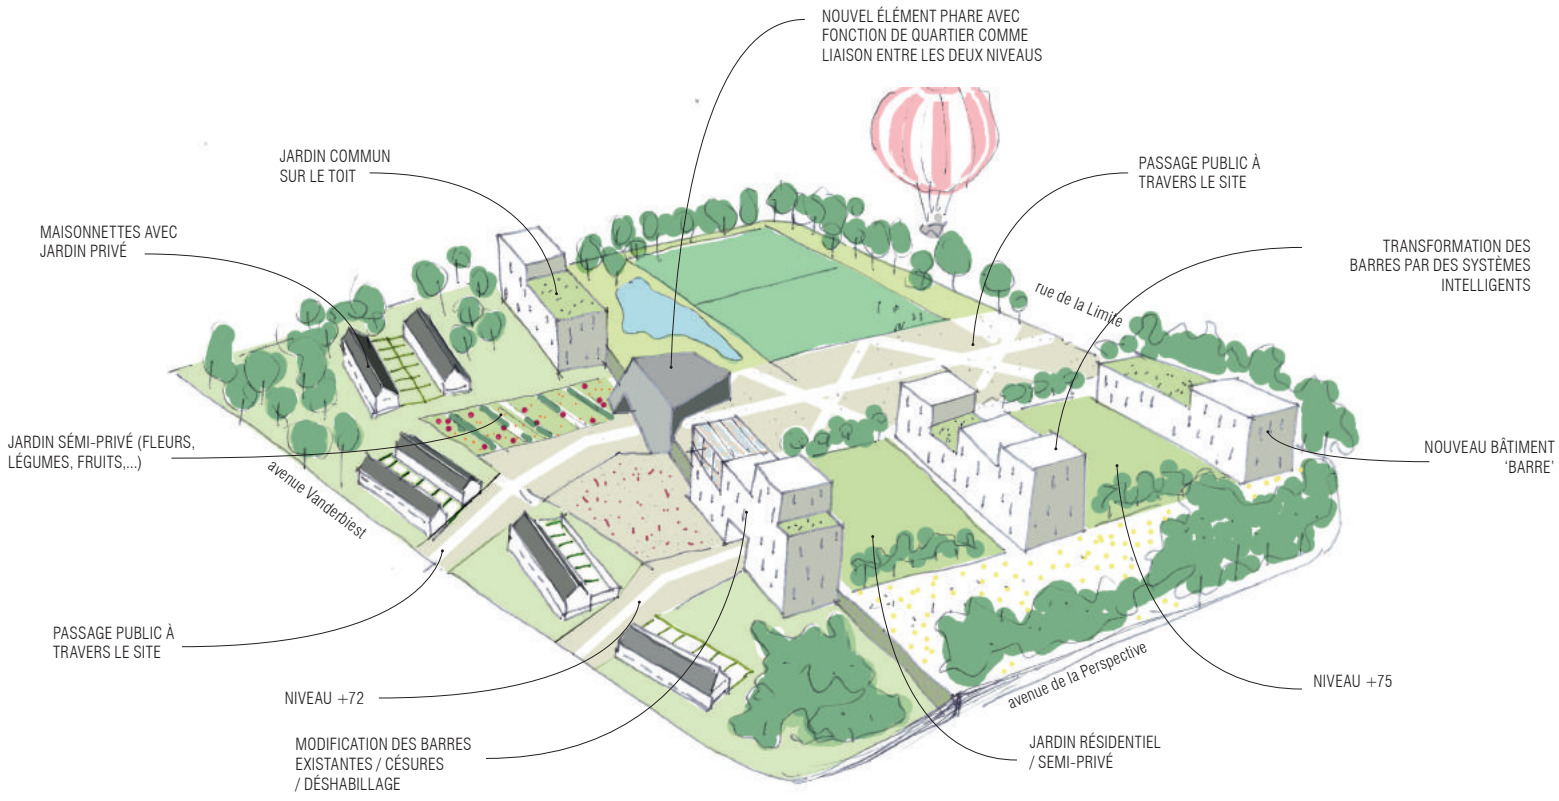 NOUVEL ÉLÉMENT PHARE AVEC
FONCTION DE QUARTIER COMME
LIAISON ENTRE LES DEUX NIVEAUS
JARDIN COMMUN
SUR LE TOIT
PASSAGE PUBLIC À
TRAVERS LE SITE
MAISONNETTES AVEC
JARDIN PRIVÉ
TRANSFORMATION DES
BARRES PAR DES SYSTÈMES
INTELLIGENTS
rue de la Limite
JARDIN SÉMI-PRIVÉ (FLEURS,
LÉGUMES, FRUITS,...)
avenue Vanderbiest
NOUVEAU BÂTIMENT
‘BARRE’
PASSAGE PUBLIC À
TRAVERS LE SITE
avenue de la Perspective
NIVEAU +72
NIVEAU +75
MODIFICATION DES BARRES
EXISTANTES / CÉSURES
/ DÉSHABILLAGE
JARDIN RÉSIDENTIEL
/ SEMI-PRIVÉ